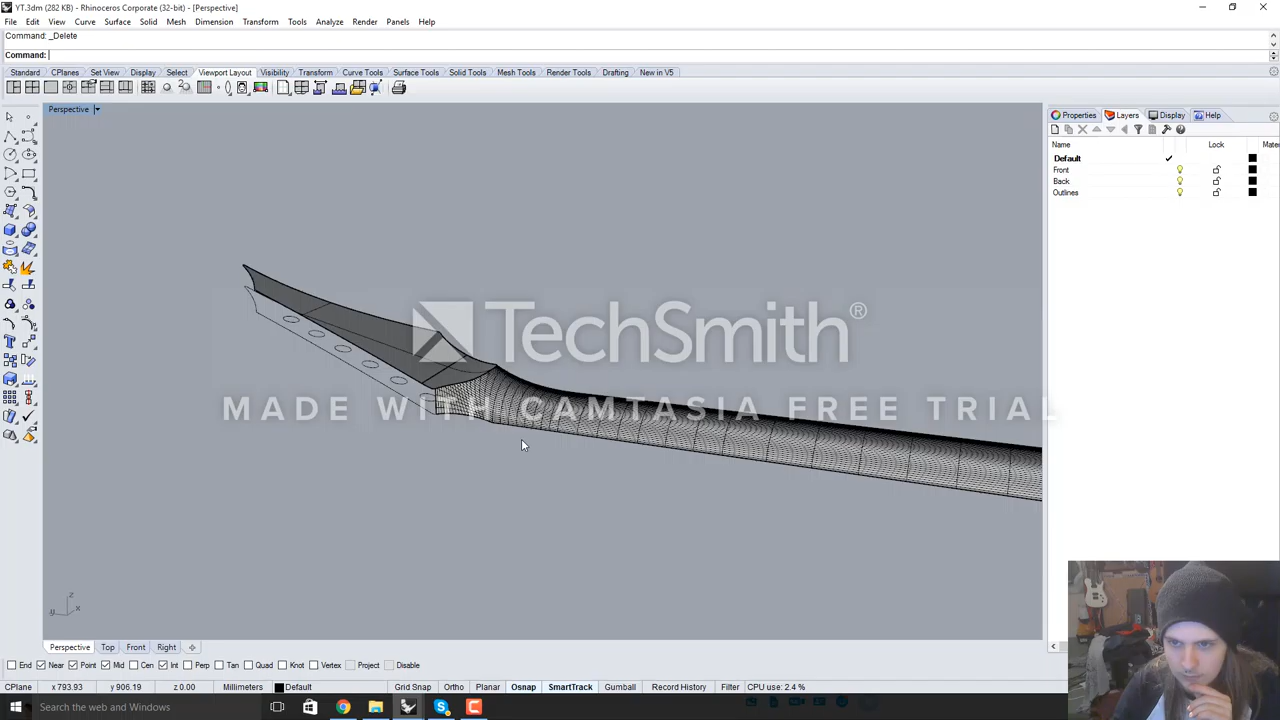 YT.3dm (282 KB) - Rhinoceros Corporate (32-bit) - [Perspective]
File Edit View Curve Surface Solid Mesh Dimension Transform Tools Analyze Render Panels Help
Command: _Delete
Command:
Standard CPlanes Set View Display Select Viewport Layout Visibility Transform Curve Tools Surface Tools Solid Tools Mesh Tools Render Tools Drafting New in V5
Perspective
Properties Layers Display Help
Name Lock Mate
Default
Front
Back
Outlines
TechSmith®
MADE WITH CAMTASIA FREE TRIAL
z
y x
Perspective Top Front Right
End Near Point Mid Cen Int Perp Tan Quad Knot Vertex Project Disable
CPlane x 793.93 y 906.19 z 0.00 Millimeters Default Grid Snap Ortho Planar Osnap SmartTrack Gumball Record History Filter CPU use: 2.4 %
Search the web and Windows